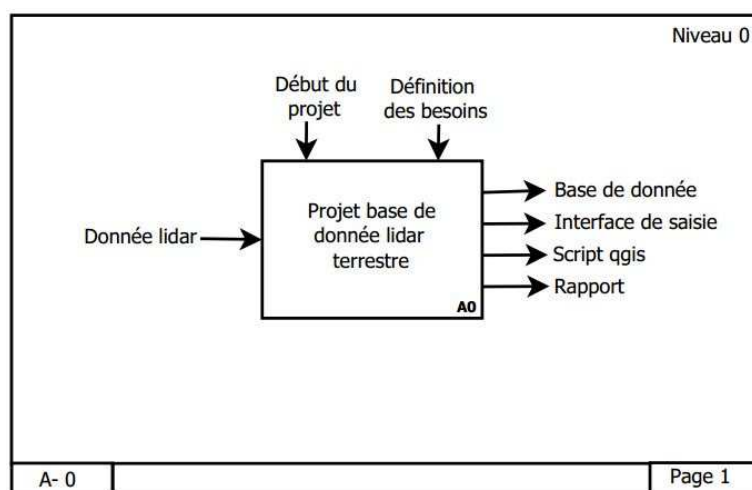 Niveau 0
Début du
projet
Définition
des besoins
Donnée lidar
Projet base de
donnée lidar
terrestre
A0
Base de donnée
Interface de saisie
Script qgis
Rapport
A- 0
Page 1